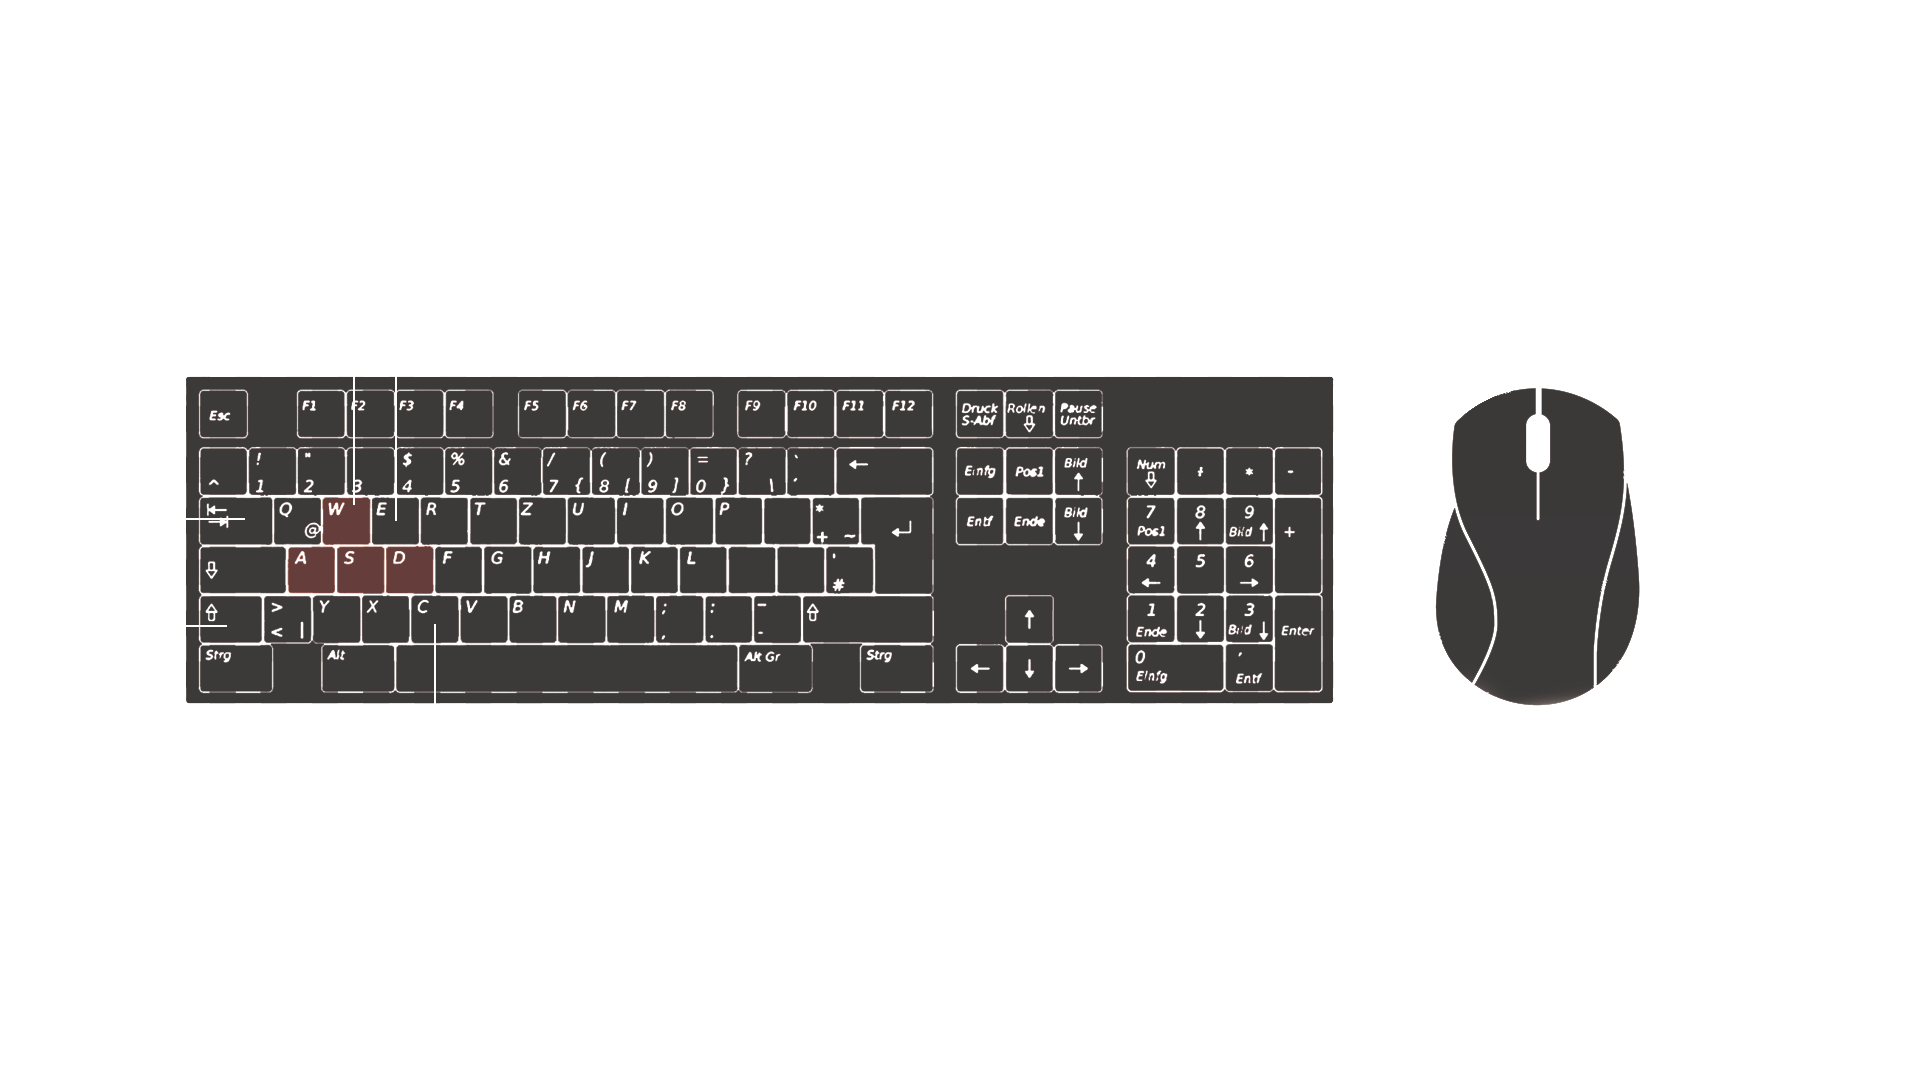 Esc F1 F2 F3 F4 F5 F6 F7 F8 F9 F10 F11 F12 Druck Rollen Pause
S-Abf ⇩ Untbr
! " $ % & / ( ) = ? ` ←
^ 1 2 3 4 5 6 7 { 8 [ 9 ] 0 } \ ´
Einfg Pos1 Bild ↑ Num ⇩ * -
Q @ W E R T Z U I O P * + ~
Entf Ende Bild ↓ 7 Pos1 8 ↑ 9 Bild ↑ +
⇩ A S D F G H J K L ' #
4 ← 5 6 →
⇧ > < | Y X C V B N M ; , : . – - ⇧
↑ 1 Ende 2 ↓ 3 Bild ↓ Enter
Strg Alt Alt Gr Strg
← ↓ → 0 Einfg , Entf